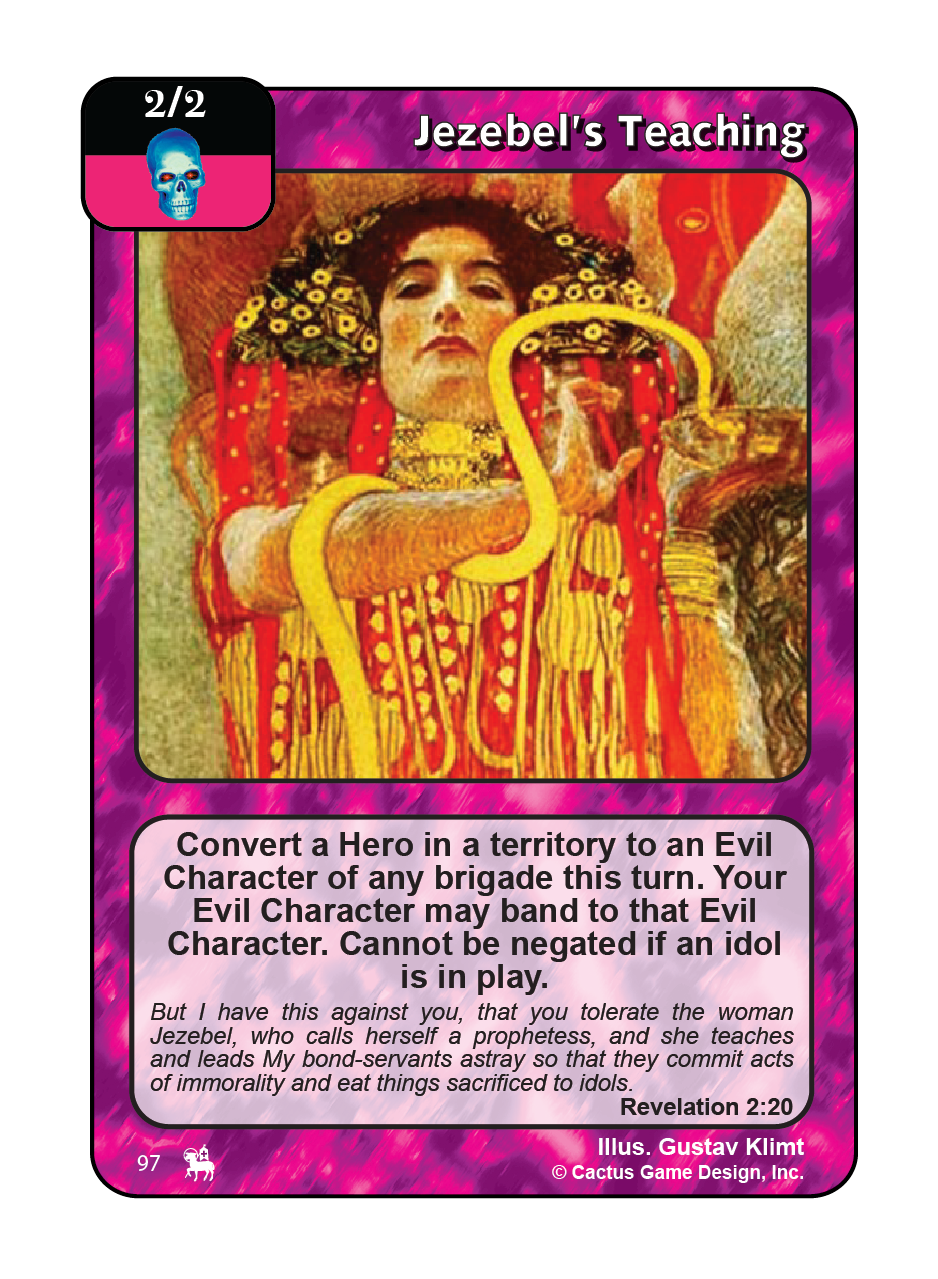 2/2
Jezebel's Teaching
Convert a Hero in a territory to an Evil
Character of any brigade this turn. Your
Evil Character may band to that Evil
Character. Cannot be negated if an idol
is in play.
But I have this against you, that you tolerate the woman
Jezebel, who calls herself a prophetess, and she teaches
and leads My bond-servants astray so that they commit acts
of immorality and eat things sacrificed to idols.
Revelation 2:20
Illus. Gustav Klimt
97
© Cactus Game Design, Inc.